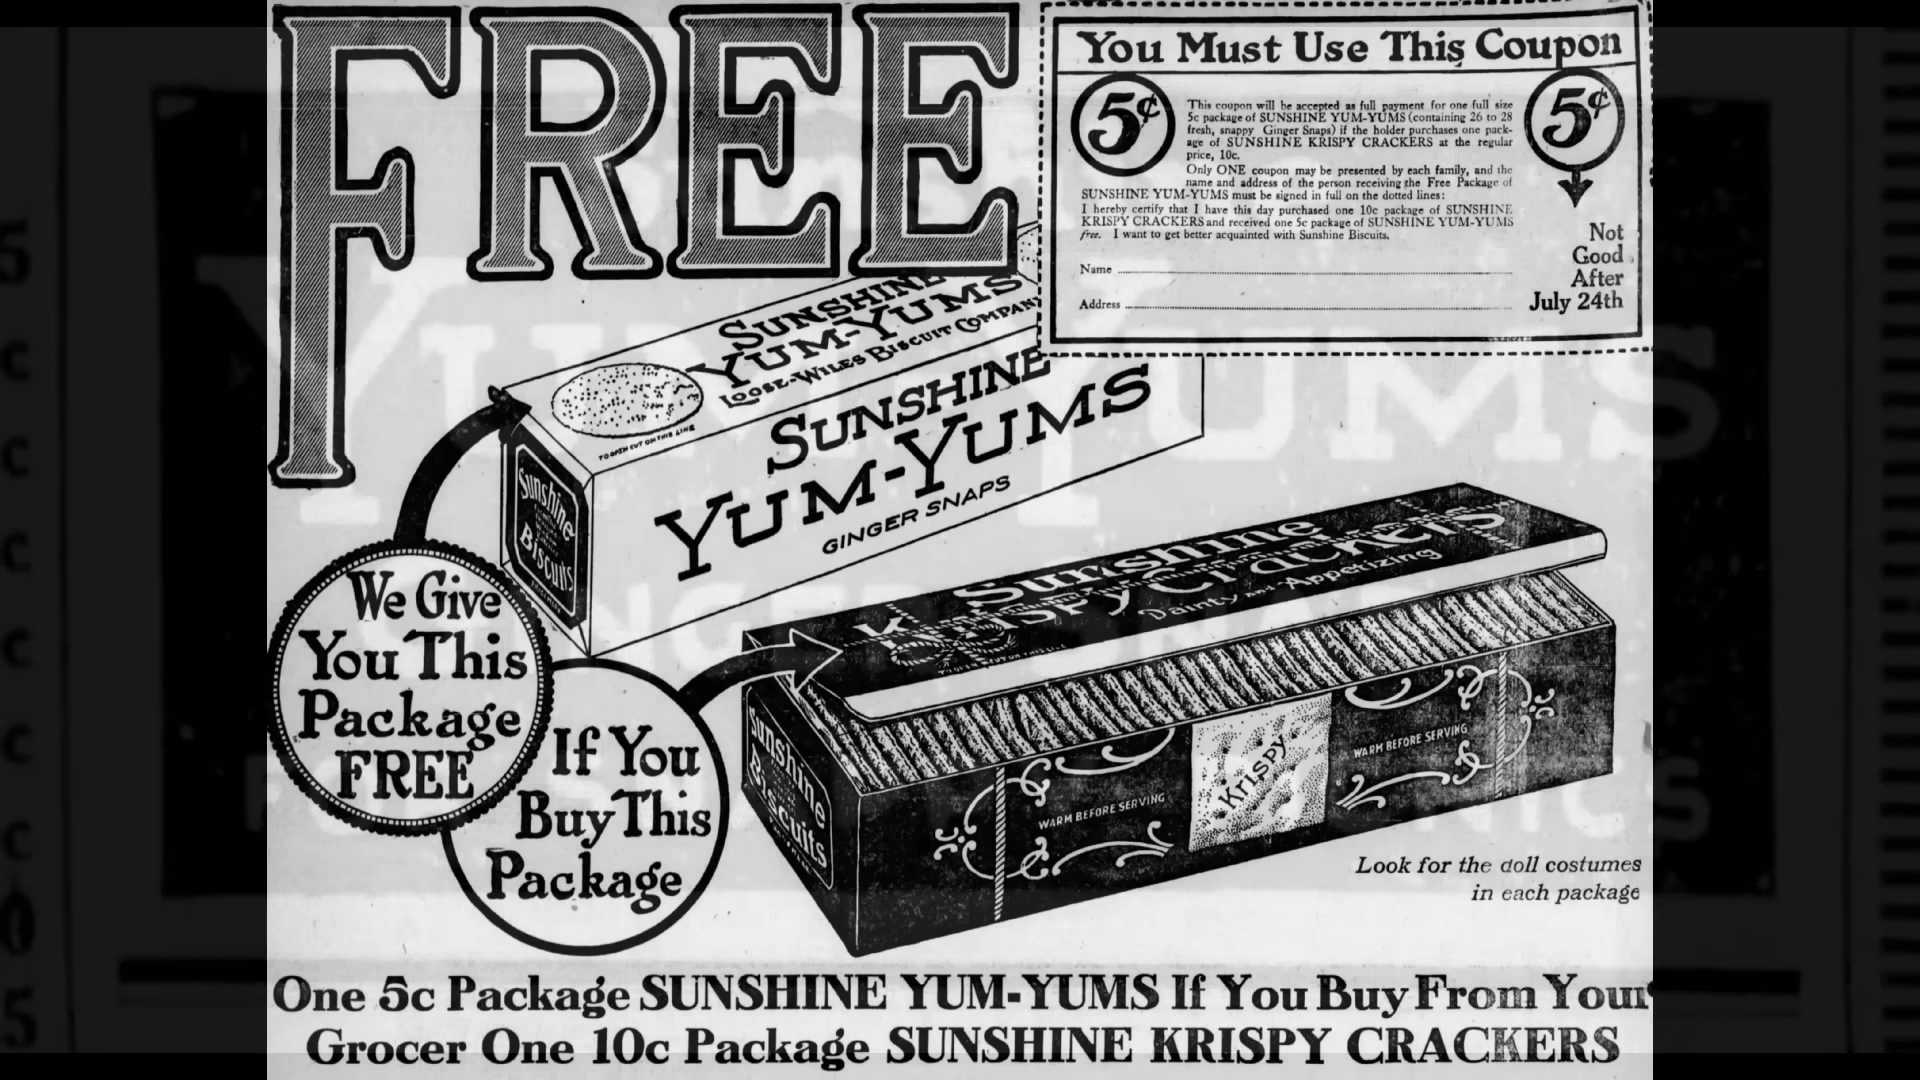 FREE
You Must Use This Coupon
5¢
5¢
This coupon will be accepted as full payment for one full size
5c package of SUNSHINE YUM-YUMS (containing 26 to 28
fresh, snappy Ginger Snaps) if the holder purchases one pack-
age of SUNSHINE KRISPY CRACKERS at the regular
price, 10c.
Only ONE coupon may be presented by each family, and the
name and address of the person receiving the Free Package of
SUNSHINE YUM-YUMS must be signed in full on the dotted lines:
I hereby certify that I have this day purchased one 10c package of SUNSHINE
KRISPY CRACKERS and received one 5c package of SUNSHINE YUM-YUMS
free. I want to get better acquainted with Sunshine Biscuits.
Name
Address
Not
Good
After
July 24th
SUNSHINE
YUM-YUMS
LOOSE-WILES BISCUIT COMPANY
TO OPEN CUT ON THIS LINE
SUNSHINE
YUM-YUMS
GINGER SNAPS
Sunshine
Biscuits
We Give
You This
Package
FREE
If You
Buy This
Package
Sunshine
Krispy Crackers
Dainty and Appetizing
Sunshine
Biscuits
WARM BEFORE SERVING
Krispy
WARM BEFORE SERVING
Look for the doll costumes
in each package
One 5c Package SUNSHINE YUM-YUMS If You Buy From Your
Grocer One 10c Package SUNSHINE KRISPY CRACKERS
YUM YUMS